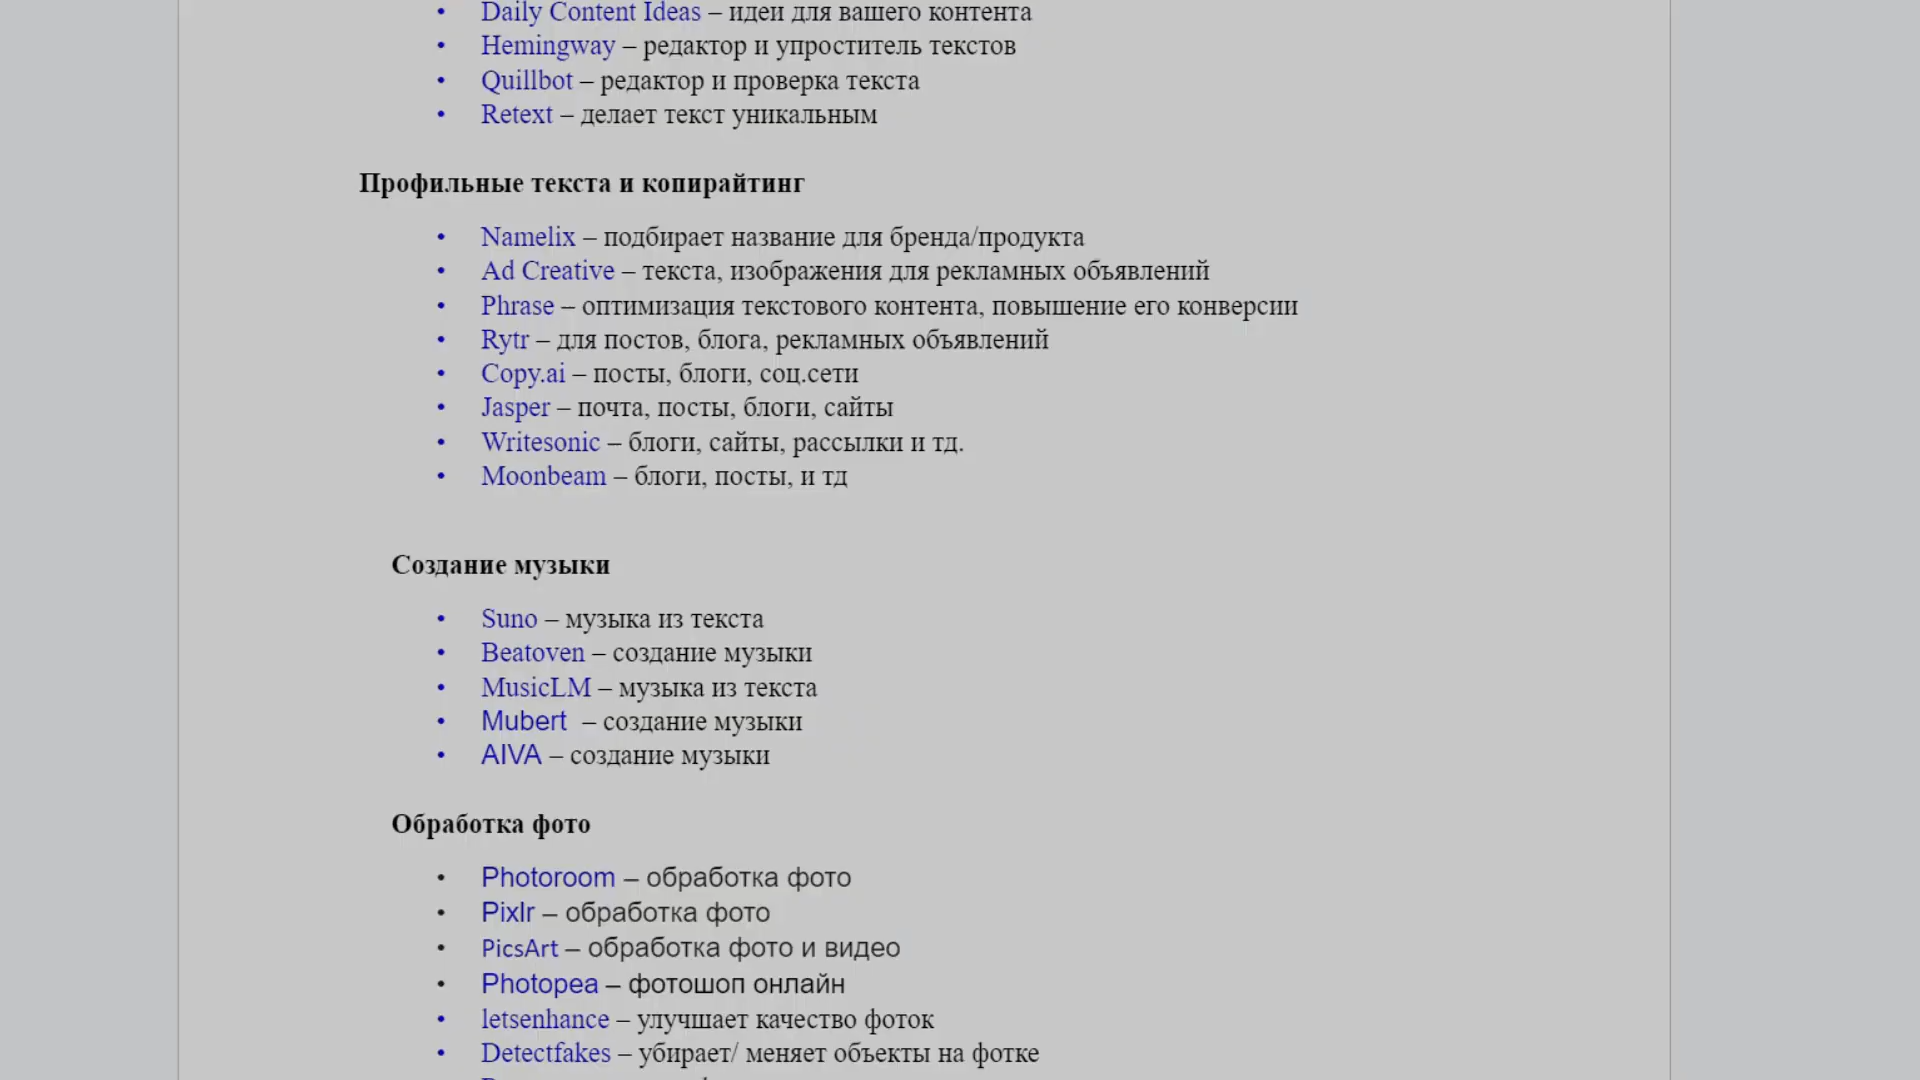 • Daily Content Ideas – идеи для вашего контента
• Hemingway – редактор и упроститель текстов
• Quillbot – редактор и проверка текста
• Retext – делает текст уникальным
Профильные текста и копирайтинг
• Namelix – подбирает название для бренда/продукта
• Ad Creative – текста, изображения для рекламных объявлений
• Phrase – оптимизация текстового контента, повышение его конверсии
• Rytr – для постов, блога, рекламных объявлений
• Copy.ai – посты, блоги, соц.сети
• Jasper – почта, посты, блоги, сайты
• Writesonic – блоги, сайты, рассылки и тд.
• Moonbeam – блоги, посты, и тд
Создание музыки
• Suno – музыка из текста
• Beatoven – создание музыки
• MusicLM – музыка из текста
• Mubert – создание музыки
• AIVA – создание музыки
Обработка фото
• Photoroom – обработка фото
• Pixlr – обработка фото
• PicsArt – обработка фото и видео
• Photopea – фотошоп онлайн
• letsenhance – улучшает качество фоток
• Detectfakes – убирает/ меняет объекты на фотке